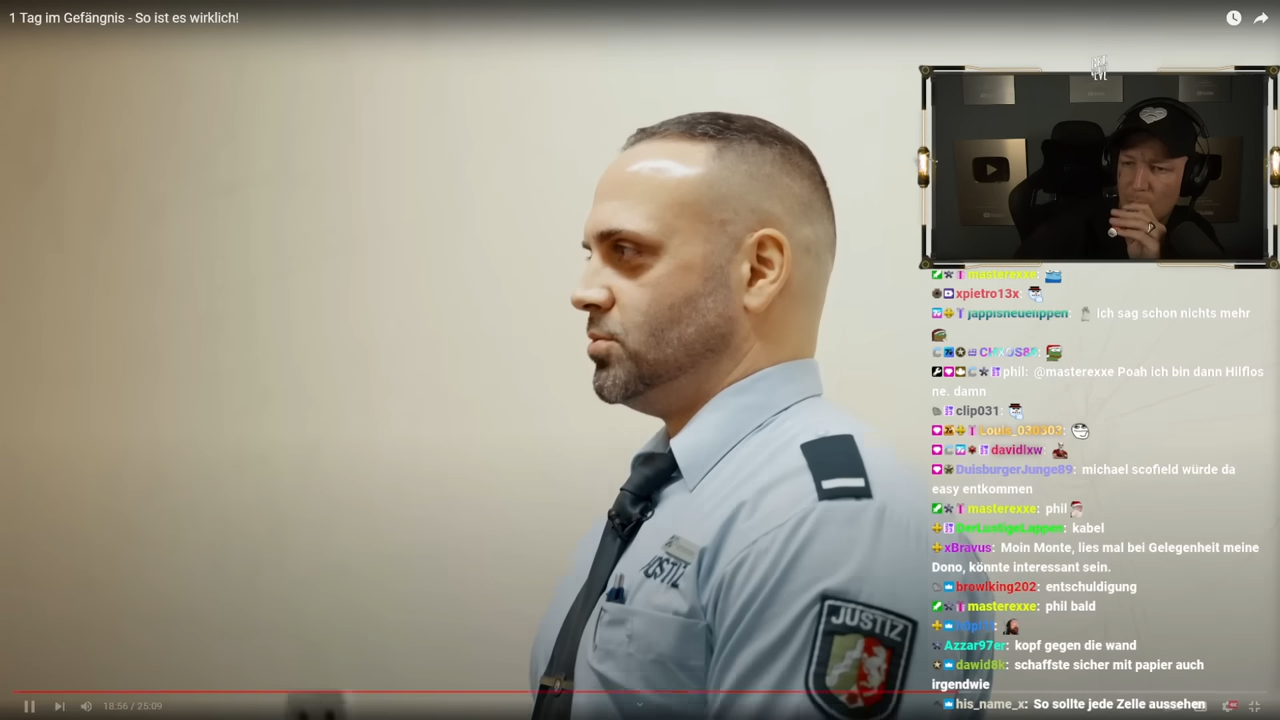 1 Tag im Gefängnis - So ist es wirklich!
masterexxe:
xpietro13x
jappisneuelippen: Ich sag schon nichts mehr
phil: @masterexxe Poah ich bin dann Hilflos
ne. damn
clip031
Louis_030303:
davidlxw
DuisburgerJunge89: michael scofield würde da
easy entkommen
masterexxe: phil
DerLustigeLappen: kabel
xBravus: Moin Monte, lies mal bei Gelegenheit meine
Dono, könnte interessant sein.
browlking202: entschuldigung
masterexxe: phil bald
Azzar97er: kopf gegen die wand
dawid8k: schaffste sicher mit papier auch
irgendwie
his_name_x: So sollte jede Zelle aussehen
JUSTIZ
JUSTIZ
18:56 / 25:09